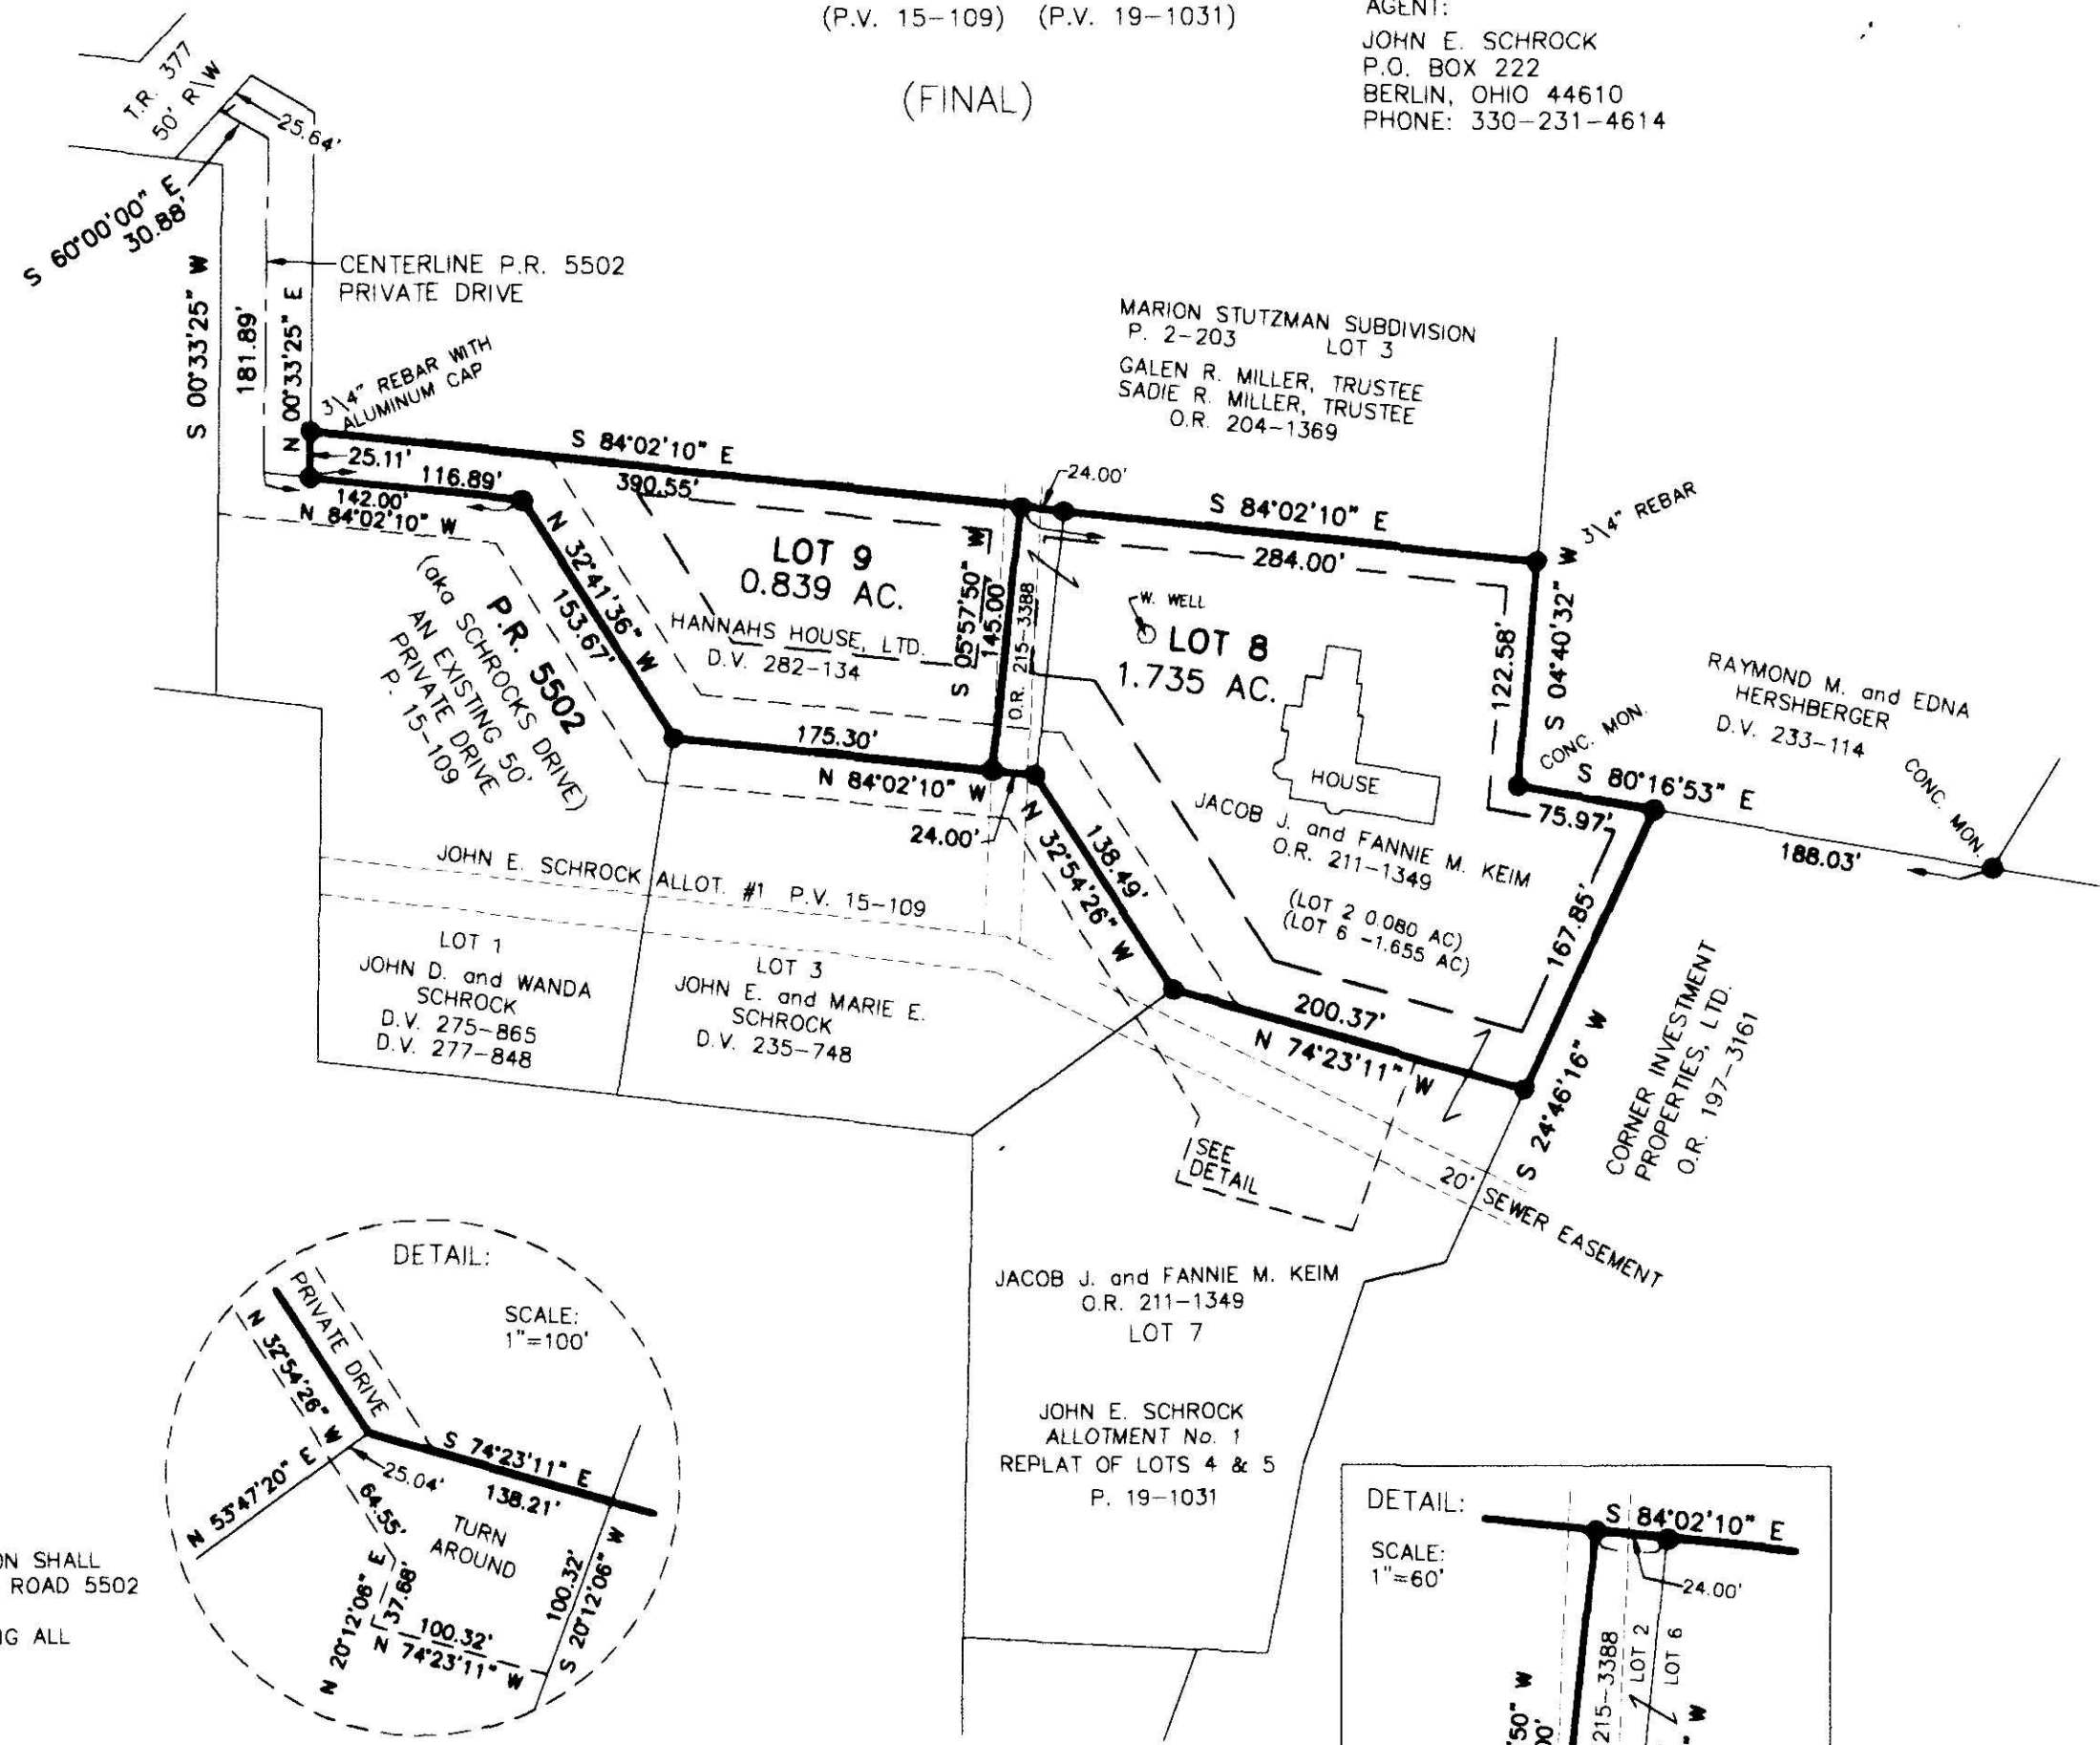 (P.V. 15-109) (P.V. 19-1031)
(FINAL)
AGENT:
JOHN E. SCHROCK
P.O. BOX 222
BERLIN, OHIO 44610
PHONE: 330-231-4614
T.R. 377
50' R\W
25.64'
S 60°00'00" E
30.88'
S 00°33'25" W
181.89'
N 00°33'25" E
CENTERLINE P.R. 5502
PRIVATE DRIVE
3\4" REBAR WITH
ALUMINUM CAP
25.11'
116.89'
142.00'
N 84°02'10" W
S 84°02'10" E
390.55'
MARION STUTZMAN SUBDIVISION
P. 2-203 LOT 3
GALEN R. MILLER, TRUSTEE
SADIE R. MILLER, TRUSTEE
O.R. 204-1369
24.00'
S 84°02'10" E
284.00'
3\4" REBAR
LOT 9
0.839 AC.
HANNAHS HOUSE, LTD.
D.V. 282-134
N 32°41'36" W
153.67'
S 05°57'50" W
145.00'
O.R. 215-3388
W. WELL
LOT 8
1.735 AC.
HOUSE
122.58'
S 04°40'32" W
CONC. MON.
RAYMOND M. and EDNA
HERSHBERGER
D.V. 233-114
S 80°16'53" E
75.97'
CONC. MON.
188.03'
P.R. 5502
(aka SCHROCKS DRIVE)
AN EXISTING 50'
PRIVATE DRIVE
P. 15-109
175.30'
N 84°02'10" W
24.00'
N 32°54'26" W
138.49'
JACOB J. and FANNIE M. KEIM
O.R. 211-1349
(LOT 2 0.080 AC)
(LOT 6 -1.655 AC)
167.85'
S 24°46'16" W
CORNER INVESTMENT
PROPERTIES, LTD.
O.R. 197-3161
200.37'
N 74°23'11" W
JOHN E. SCHROCK ALLOT. #1 P.V. 15-109
LOT 1
JOHN D. and WANDA
SCHROCK
D.V. 275-865
D.V. 277-848
LOT 3
JOHN E. and MARIE E.
SCHROCK
D.V. 235-748
SEE
DETAIL
20' SEWER EASEMENT
JACOB J. and FANNIE M. KEIM
O.R. 211-1349
LOT 7
JOHN E. SCHROCK
ALLOTMENT No. 1
REPLAT OF LOTS 4 & 5
P. 19-1031
DETAIL:
SCALE:
1"=100'
PRIVATE DRIVE
N 32°54'26" W
S 74°23'11" E
138.21'
25.04'
N 53°47'20" E
64.55'
TURN
AROUND
N 20°12'06" E
37.68'
100.32'
N 74°23'11" W
100.32'
S 20°12'06" W
ON SHALL
ROAD 5502
G ALL
DETAIL:
SCALE:
1"=60'
S 84°02'10" E
24.00'
215-3388
LOT 2
LOT 6
'50" W
00'
" W